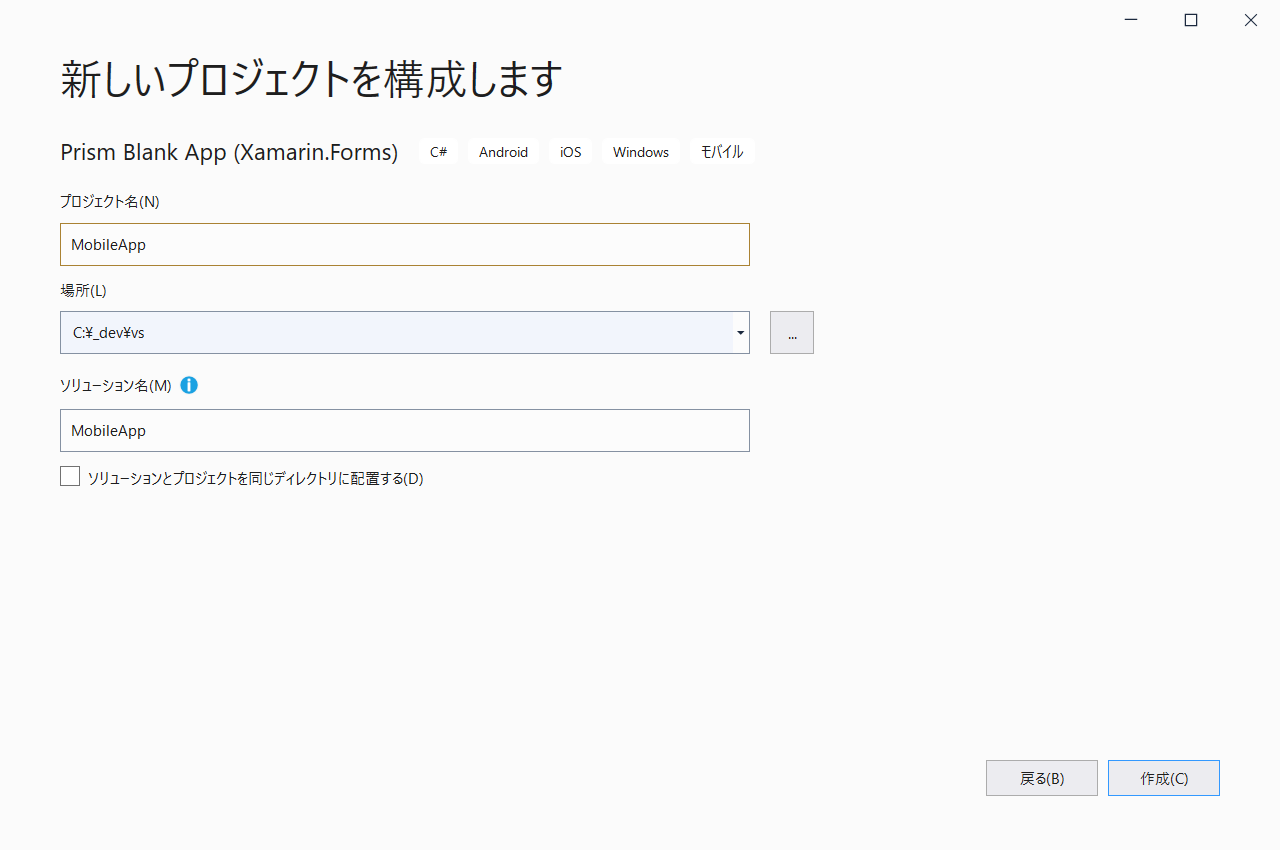 新しいプロジェクトを構成します
Prism Blank App (Xamarin.Forms) C# Android iOS Windows モバイル
プロジェクト名(N)
MobileApp
場所(L)
C:¥_dev¥vs
...
ソリューション名(M)
MobileApp
ソリューションとプロジェクトを同じディレクトリに配置する(D)
戻る(B) 作成(C)